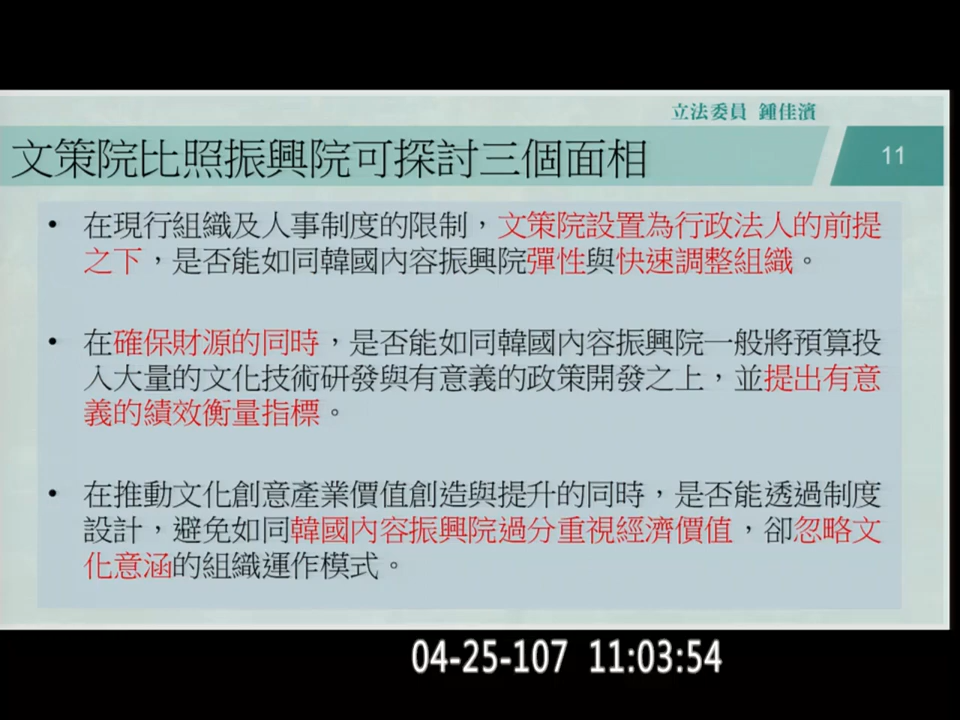 立法委員 鍾佳濱
文策院比照振興院可探討三個面相
11
• 在現行組織及人事制度的限制，文策院設置為行政法人的前提
之下，是否能如同韓國內容振興院彈性與快速調整組織。
• 在確保財源的同時，是否能如同韓國內容振興院一般將預算投
入大量的文化技術研發與有意義的政策開發之上，並提出有意
義的績效衡量指標。
• 在推動文化創意產業價值創造與提升的同時，是否能透過制度
設計，避免如同韓國內容振興院過分重視經濟價值，卻忽略文
化意涵的組織運作模式。
04-25-107 11:03:54